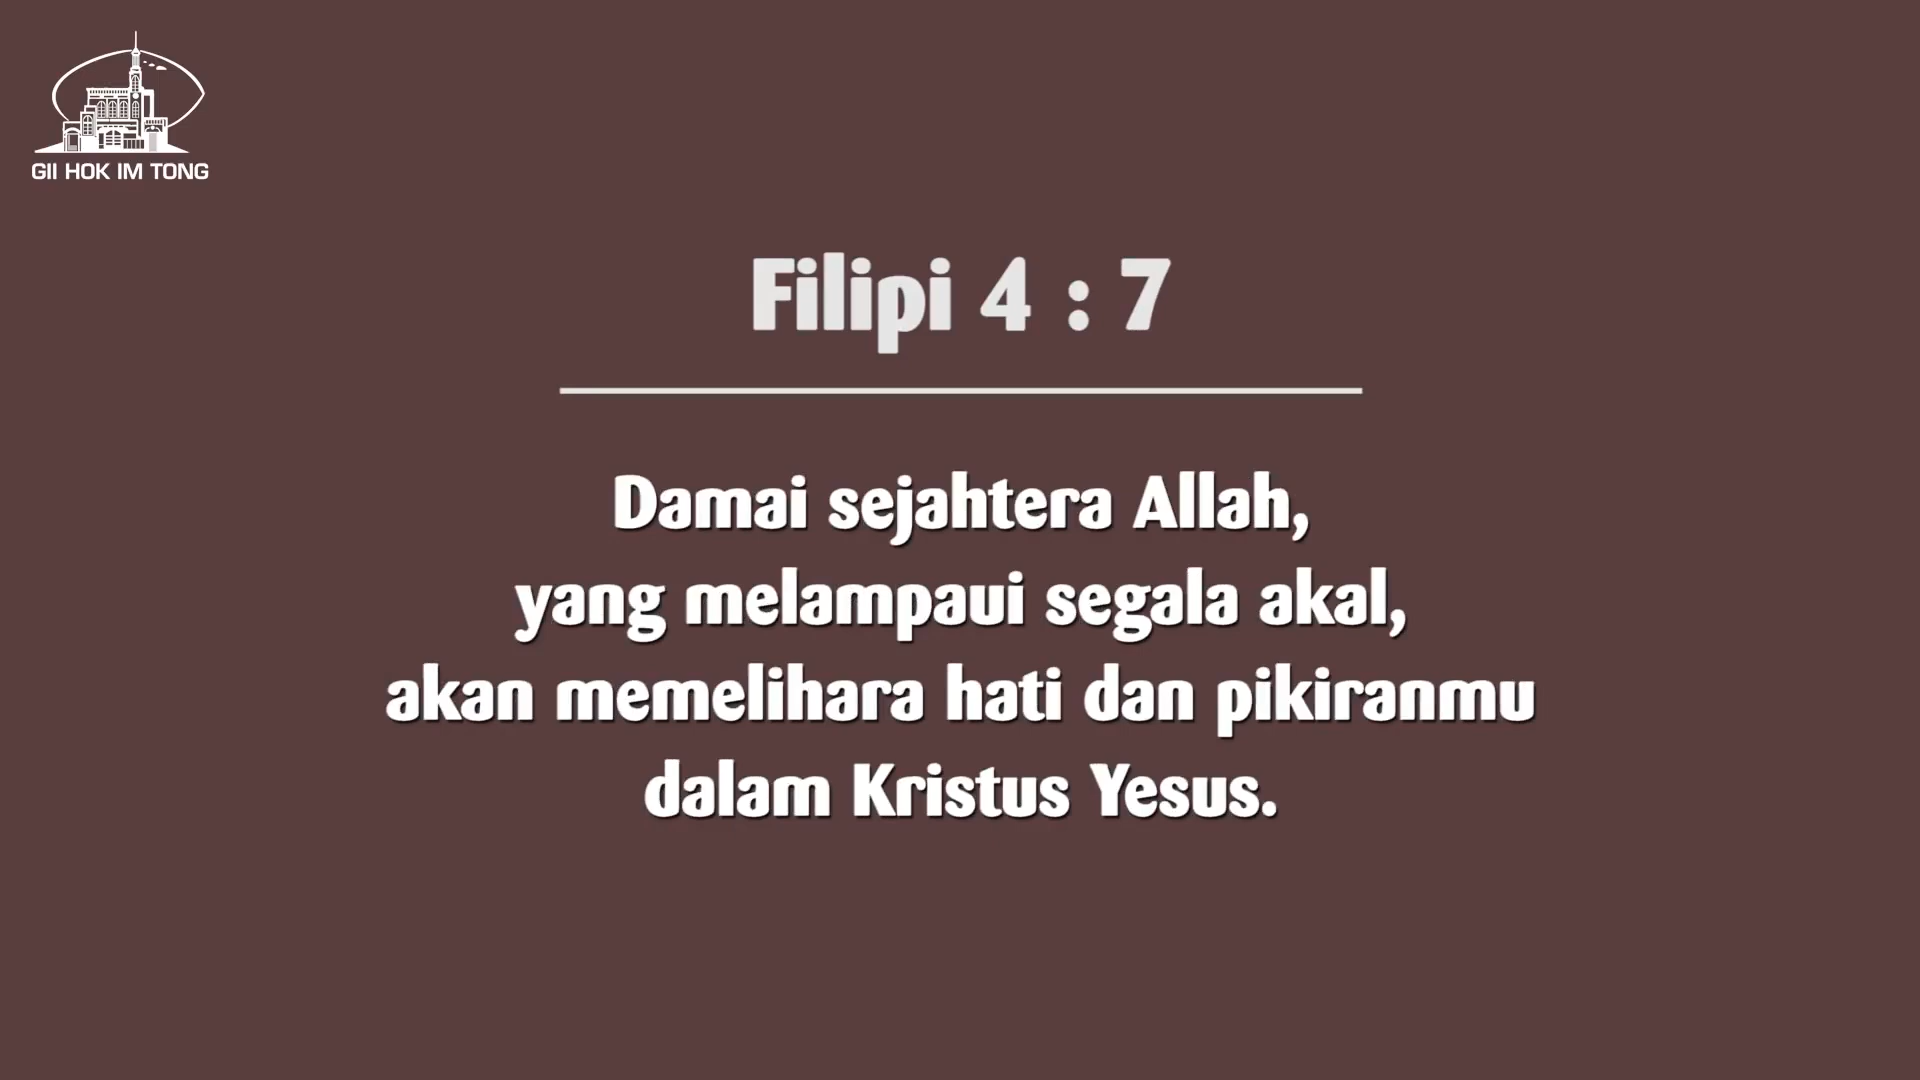 GII HOK IM TONG
Filipi 4 : 7
Damai sejahtera Allah,
yang melampaui segala akal,
akan memelihara hati dan pikiranmu
dalam Kristus Yesus.